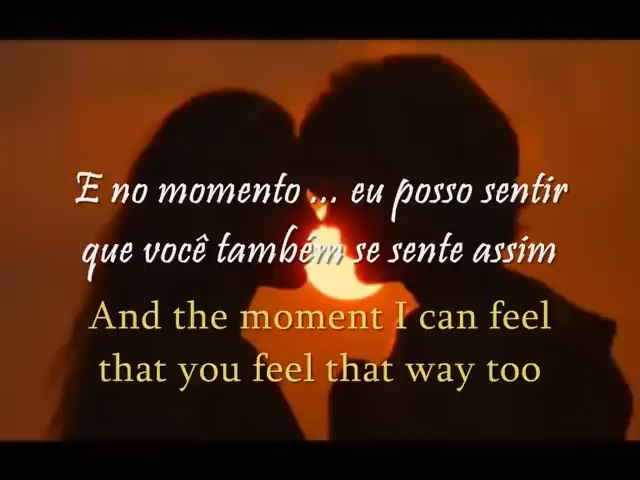 E no momento ... eu posso sentir
que você também se sente assim
And the moment I can feel
that you feel that way too